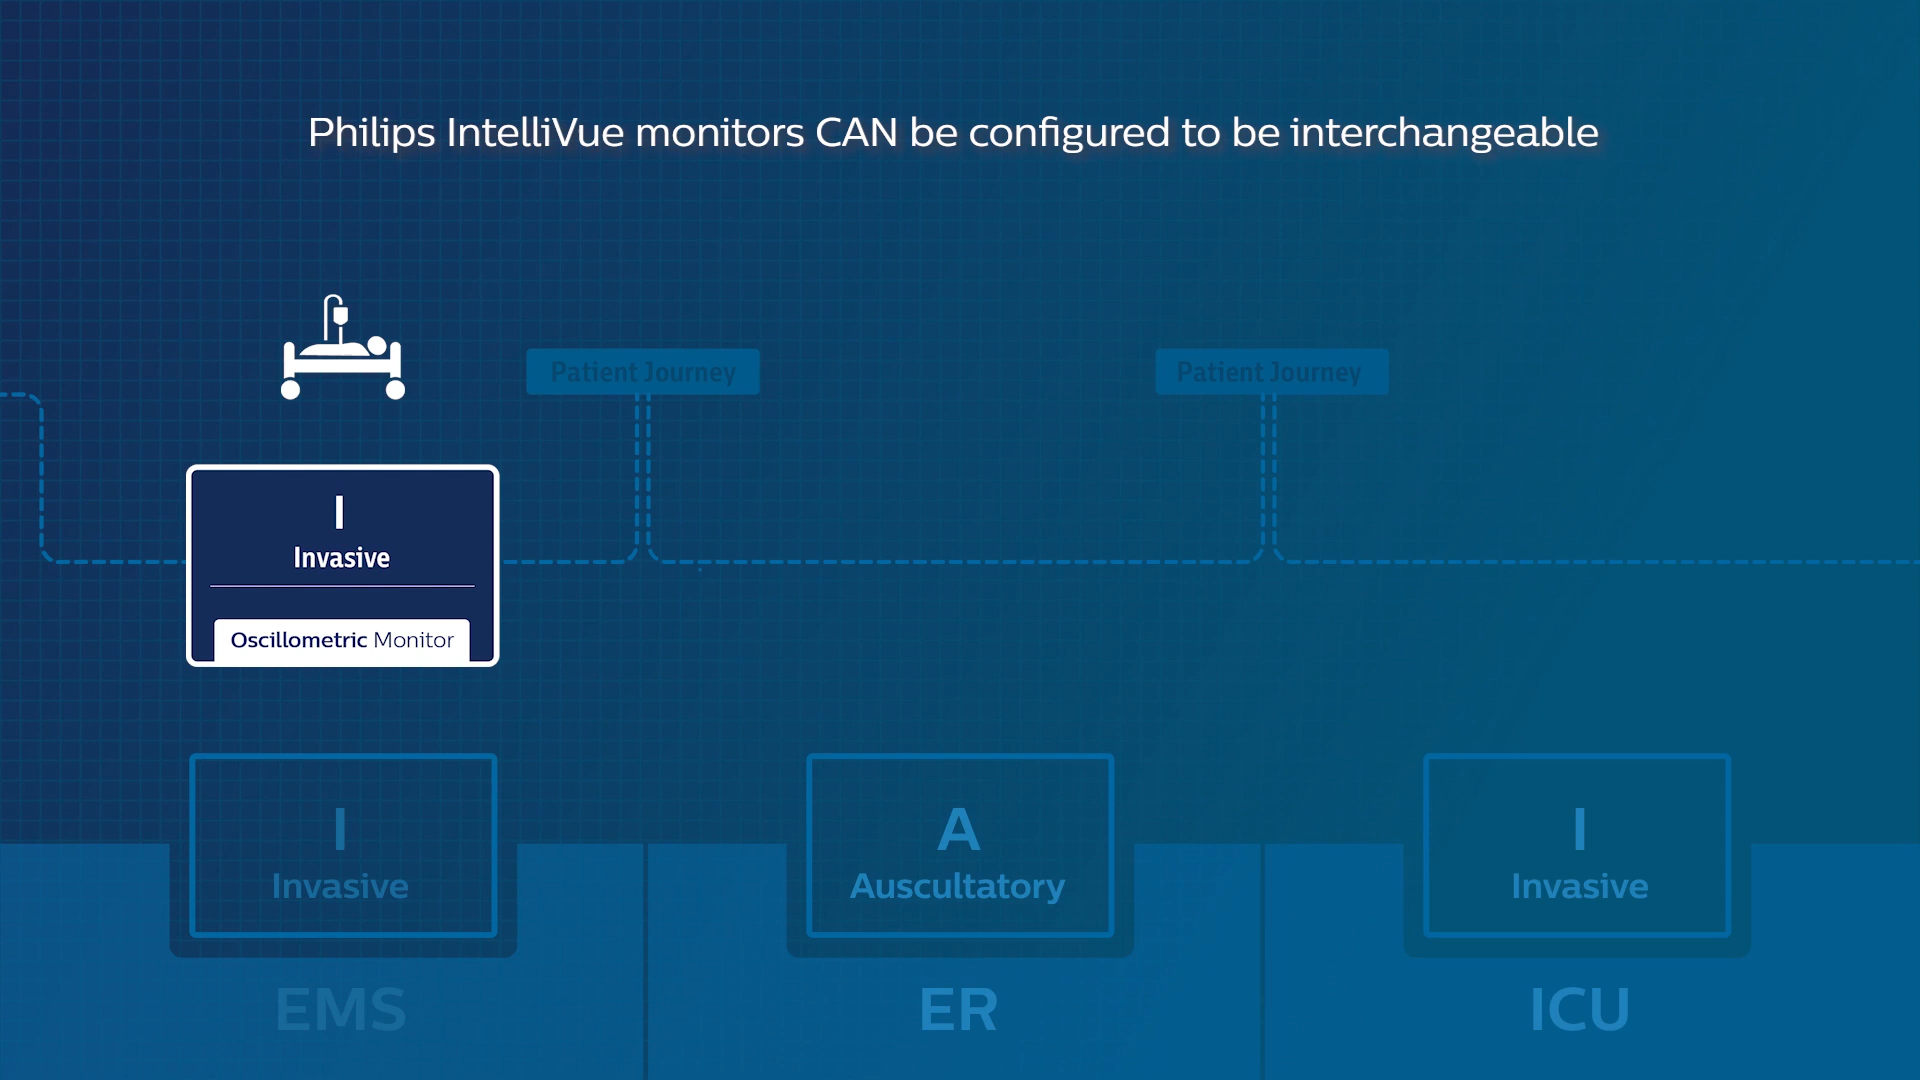 Philips IntelliVue monitors CAN be configured to be interchangeable
Patient Journey
Patient Journey
I
Invasive
Oscillometric Monitor
I
Invasive
EMS
A
Auscultatory
ER
I
Invasive
ICU